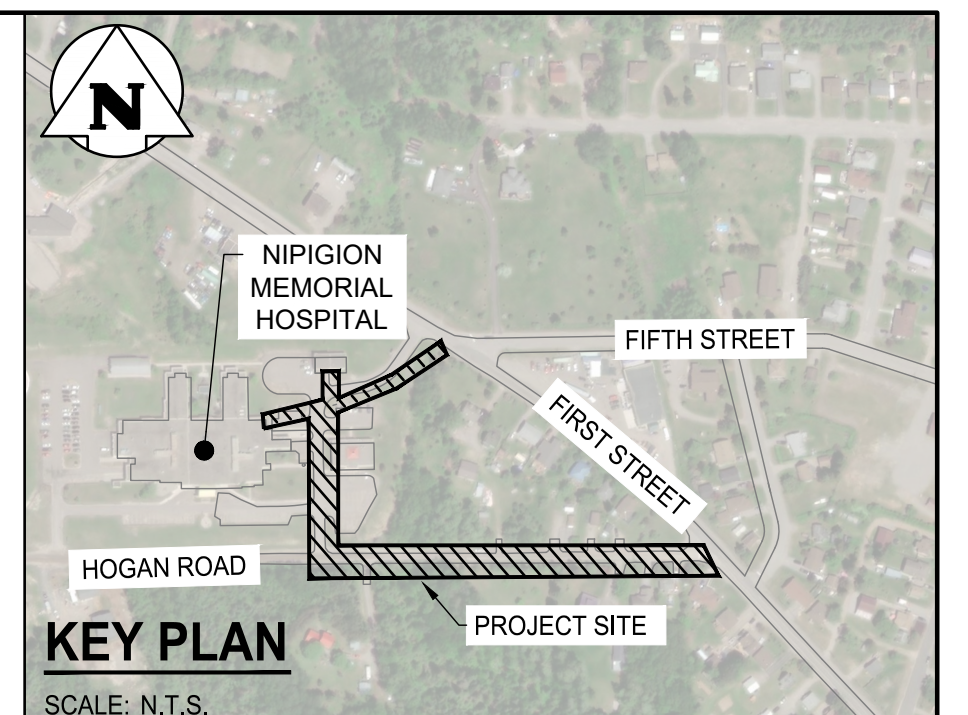 N
NIPIGION
MEMORIAL
HOSPITAL
FIFTH STREET
FIRST STREET
HOGAN ROAD
PROJECT SITE
KEY PLAN
SCALE: N.T.S.